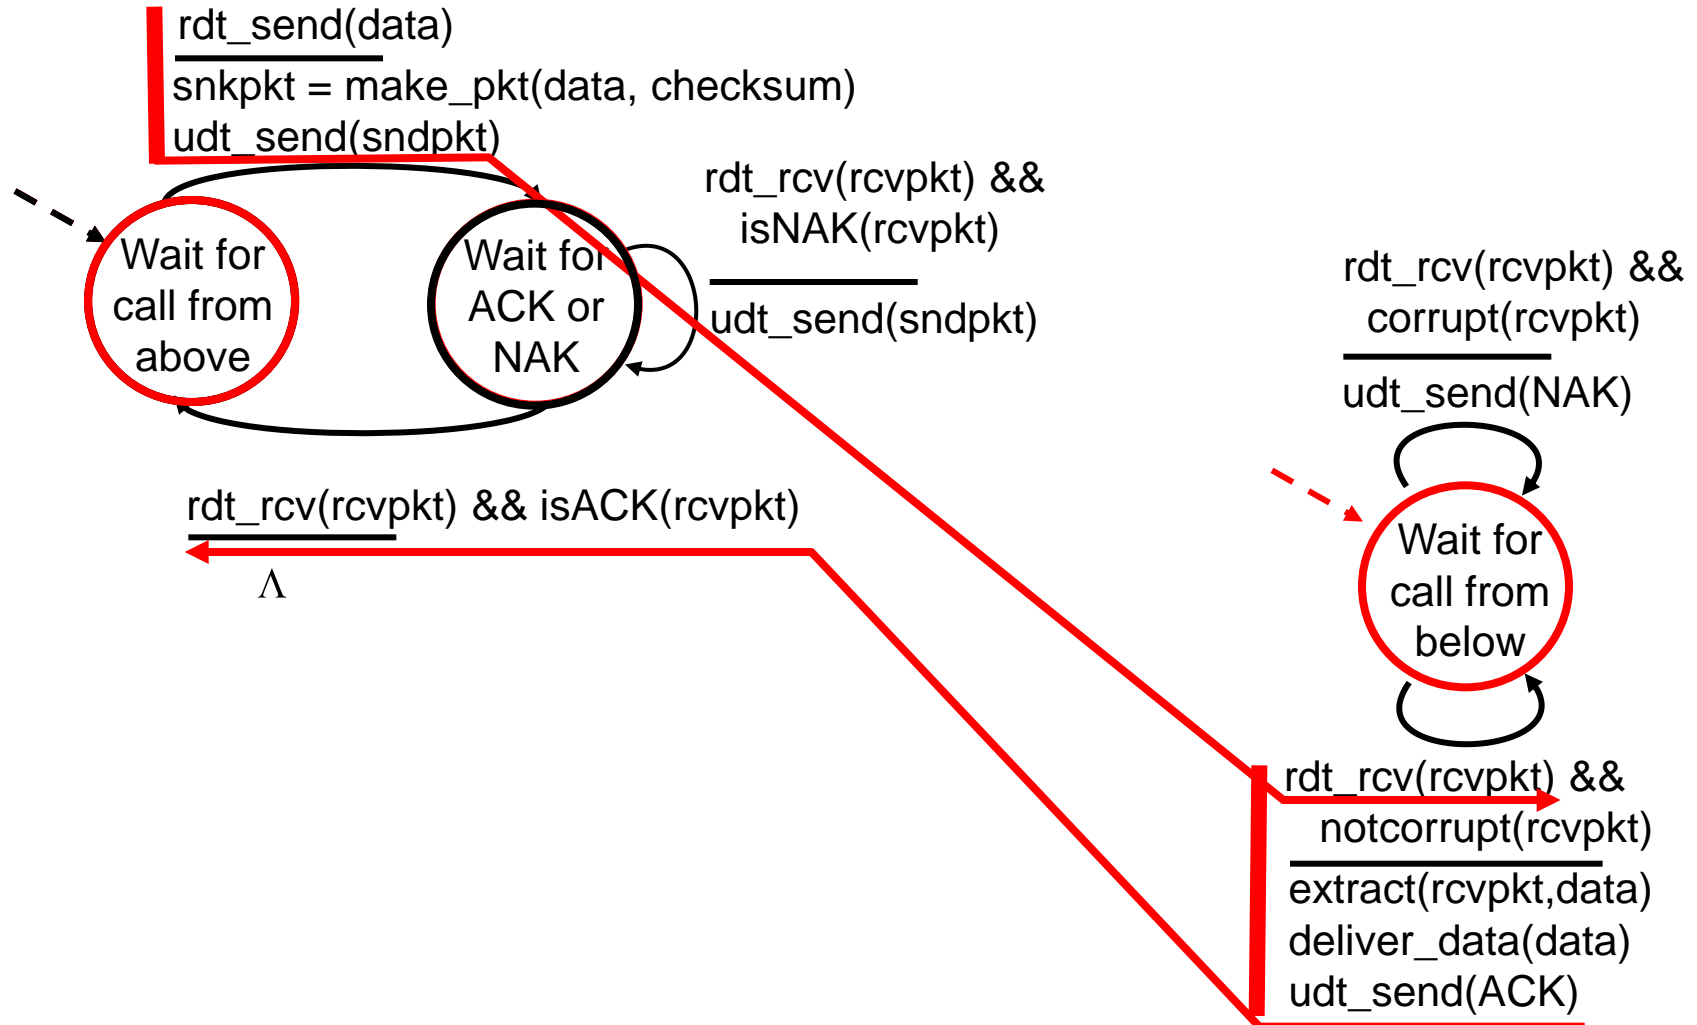 rdt_send(data)
snkpkt = make_pkt(data, checksum)
udt_send(sndpkt)
Wait for
call from
above
Wait for
ACK or
NAK
rdt_rcv(rcvpkt) &&
isNAK(rcvpkt)
udt_send(sndpkt)
rdt_rcv(rcvpkt) && isACK(rcvpkt)
Λ
rdt_rcv(rcvpkt) &&
corrupt(rcvpkt)
udt_send(NAK)
Wait for
call from
below
rdt_rcv(rcvpkt) &&
notcorrupt(rcvpkt)
extract(rcvpkt,data)
deliver_data(data)
udt_send(ACK)